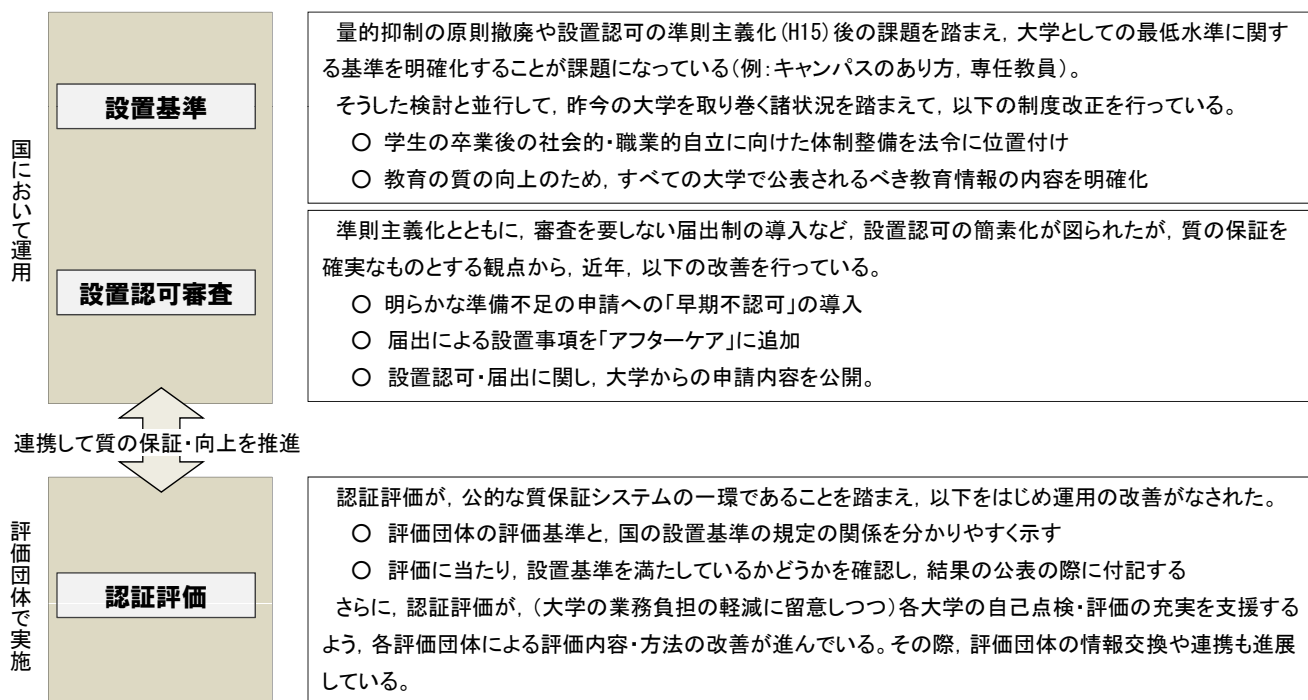 国において運用
設置基準
量的抑制の原則撤廃や設置認可の準則主義化(H15)後の課題を踏まえ,大学としての最低水準に関す
る基準を明確化することが課題になっている(例:キャンパスのあり方,専任教員)。
そうした検討と並行して,昨今の大学を取り巻く諸状況を踏まえて,以下の制度改正を行っている。
○ 学生の卒業後の社会的・職業的自立に向けた体制整備を法令に位置付け
○ 教育の質の向上のため,すべての大学で公表されるべき教育情報の内容を明確化
設置認可審査
準則主義化とともに,審査を要しない届出制の導入など,設置認可の簡素化が図られたが,質の保証を
確実なものとする観点から,近年,以下の改善を行っている。
○ 明らかな準備不足の申請への「早期不認可」の導入
○ 届出による設置事項を「アフターケア」に追加
○ 設置認可・届出に関し,大学からの申請内容を公開。
連携して質の保証・向上を推進
評価団体で実施
認証評価
認証評価が,公的な質保証システムの一環であることを踏まえ,以下をはじめ運用の改善がなされた。
○ 評価団体の評価基準と,国の設置基準の規定の関係を分かりやすく示す
○ 評価に当たり,設置基準を満たしているかどうかを確認し,結果の公表の際に付記する
さらに,認証評価が,(大学の業務負担の軽減に留意しつつ)各大学の自己点検・評価の充実を支援する
よう,各評価団体による評価内容・方法の改善が進んでいる。その際,評価団体の情報交換や連携も進展
している。